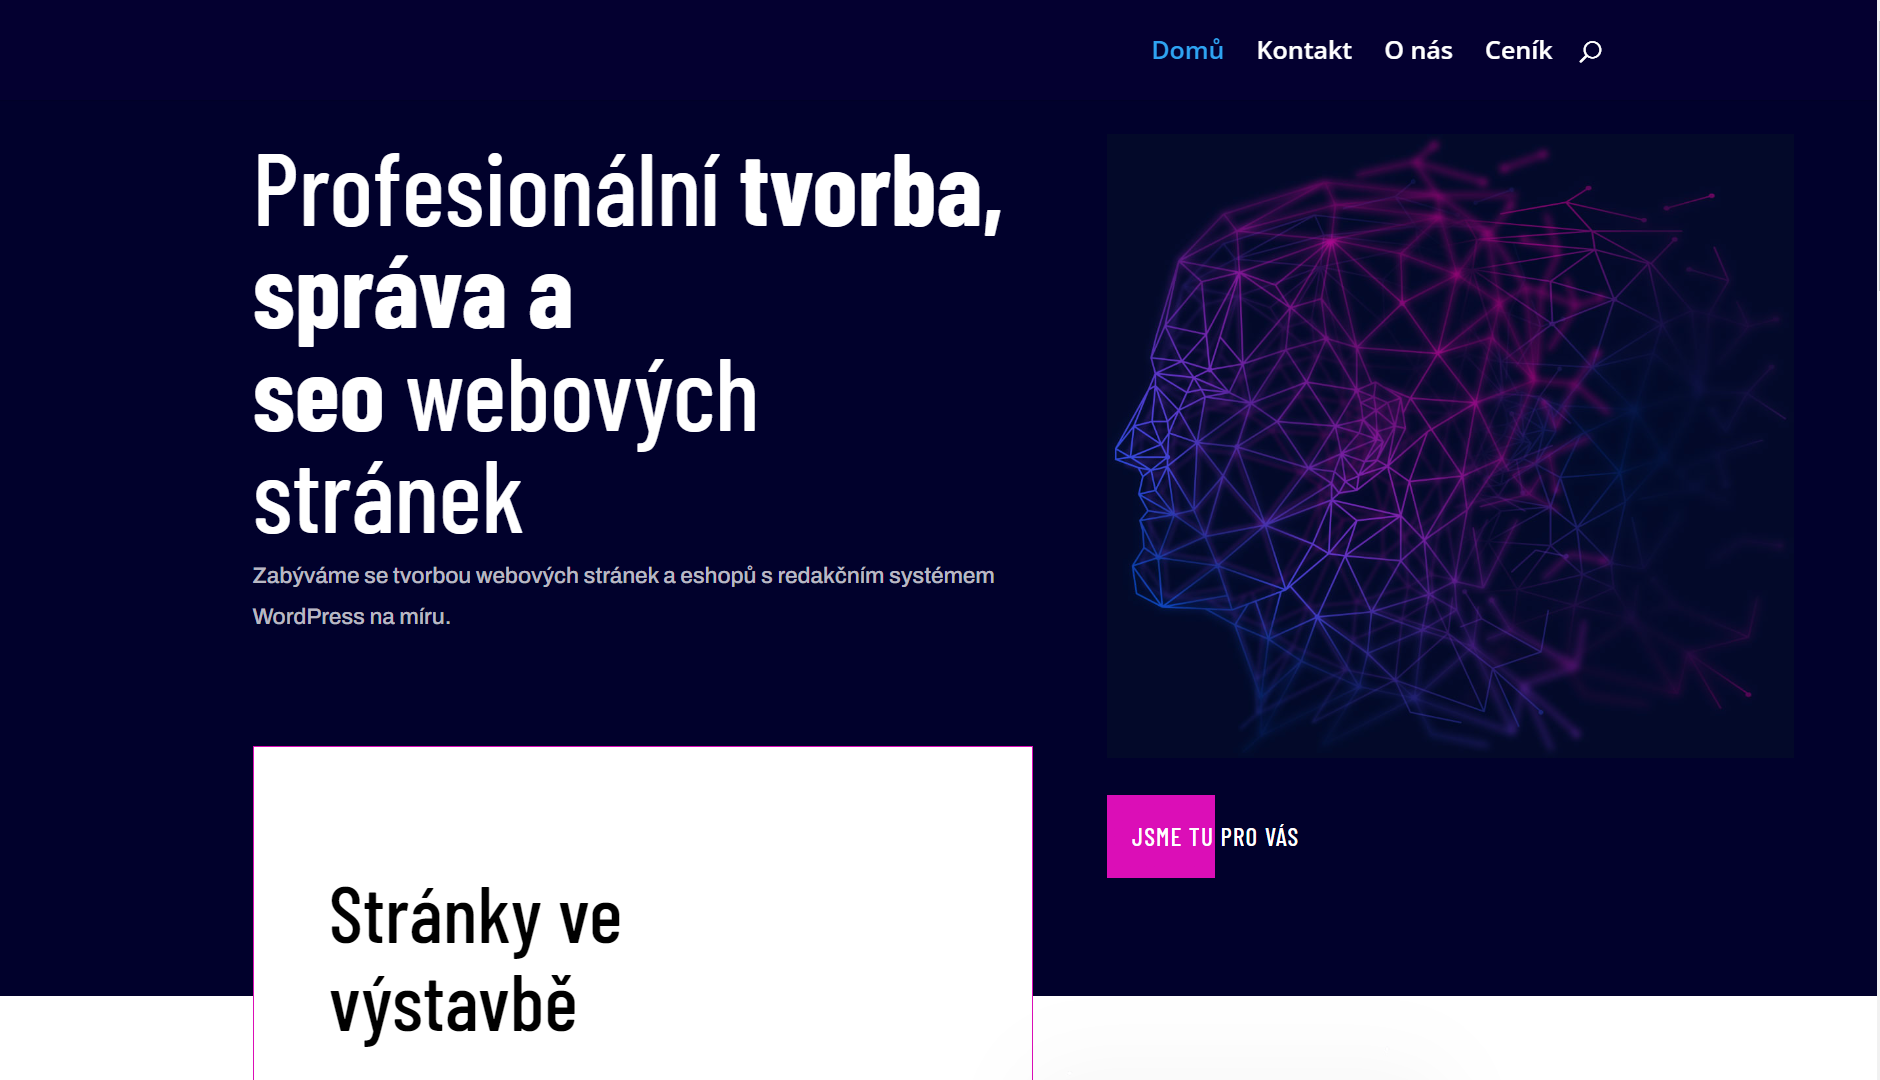 Domů Kontakt O nás Ceník
Profesionální tvorba,
správa a
seo webových
stránek
Zabýváme se tvorbou webových stránek a eshopů s redakčním systémem
WordPress na míru.
JSME TU PRO VÁS
Stránky ve
výstavbě